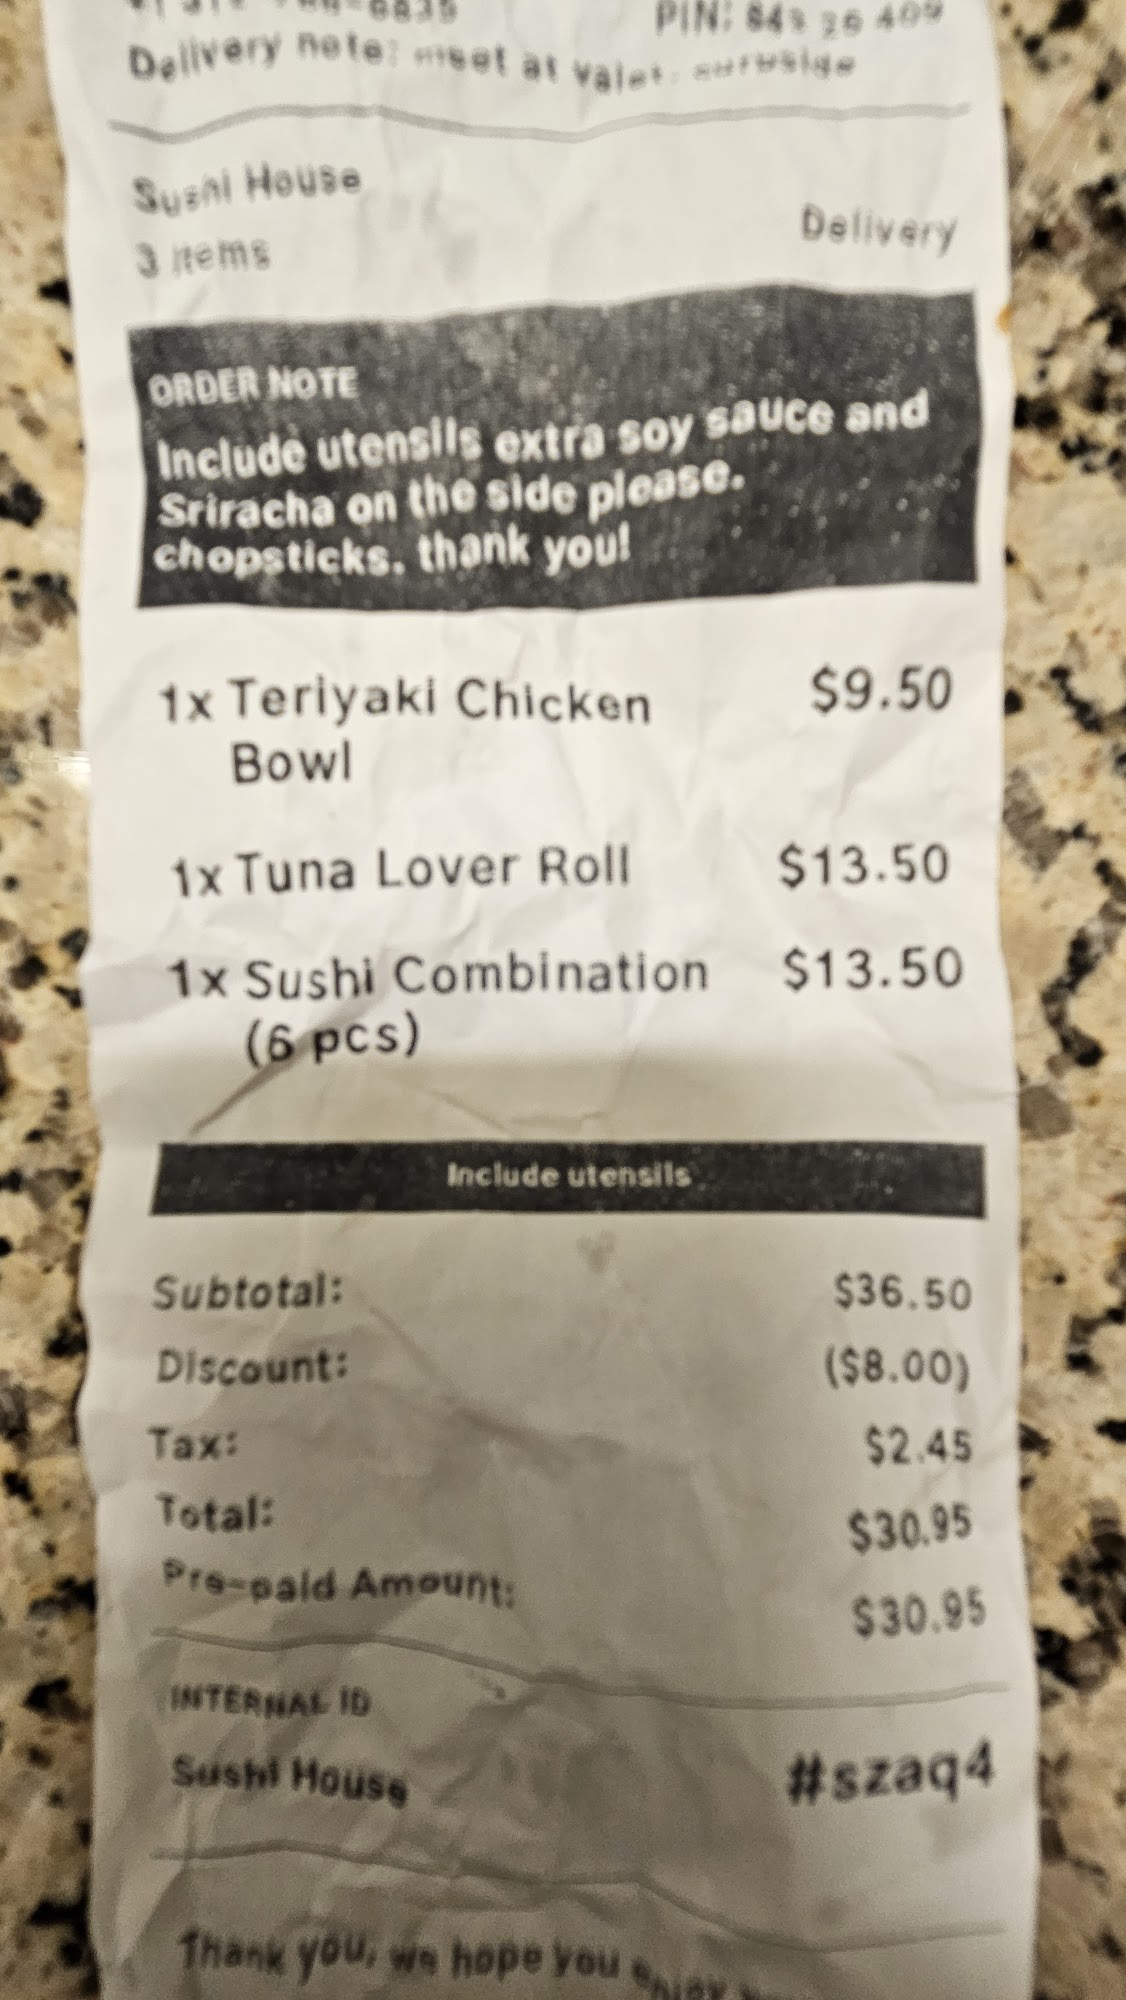 PIN:
Delivery note: meet at valet. curbside
Sushi House
3 items
Delivery
ORDER NOTE
Include utensils extra soy sauce and
Sriracha on the side please.
chopsticks. thank you!
1x Teriyaki Chicken $9.50
Bowl
1x Tuna Lover Roll $13.50
1x Sushi Combination $13.50
(6 pcs)
Include utensils
Subtotal: $36.50
Discount: ($8.00)
Tax: $2.45
Total: $30.95
Pre-paid Amount: $30.95
INTERNAL ID
Sushi House #szaq4
Thank you, we hope you enjoy